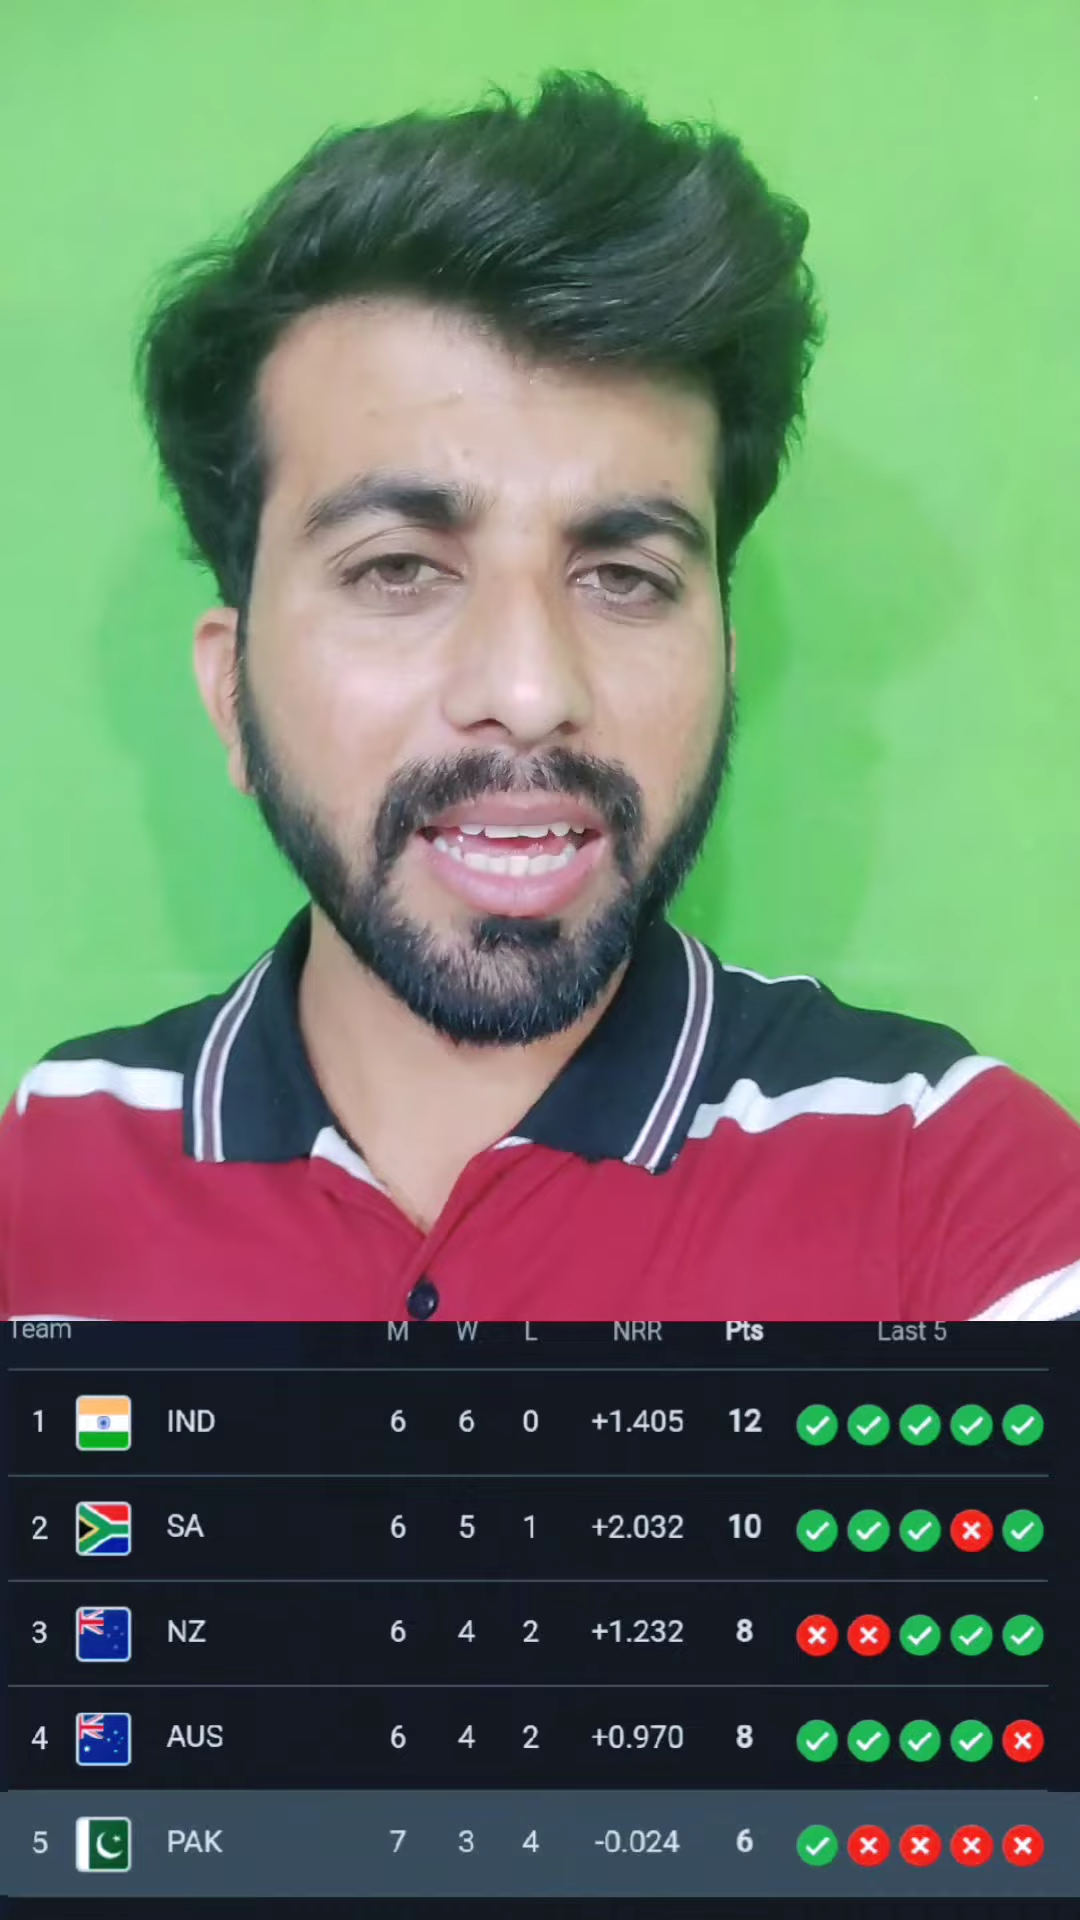 Team M W L NRR Pts Last 5
1 IND 6 6 0 +1.405 12
2 SA 6 5 1 +2.032 10
3 NZ 6 4 2 +1.232 8
4 AUS 6 4 2 +0.970 8
5 PAK 7 3 4 -0.024 6